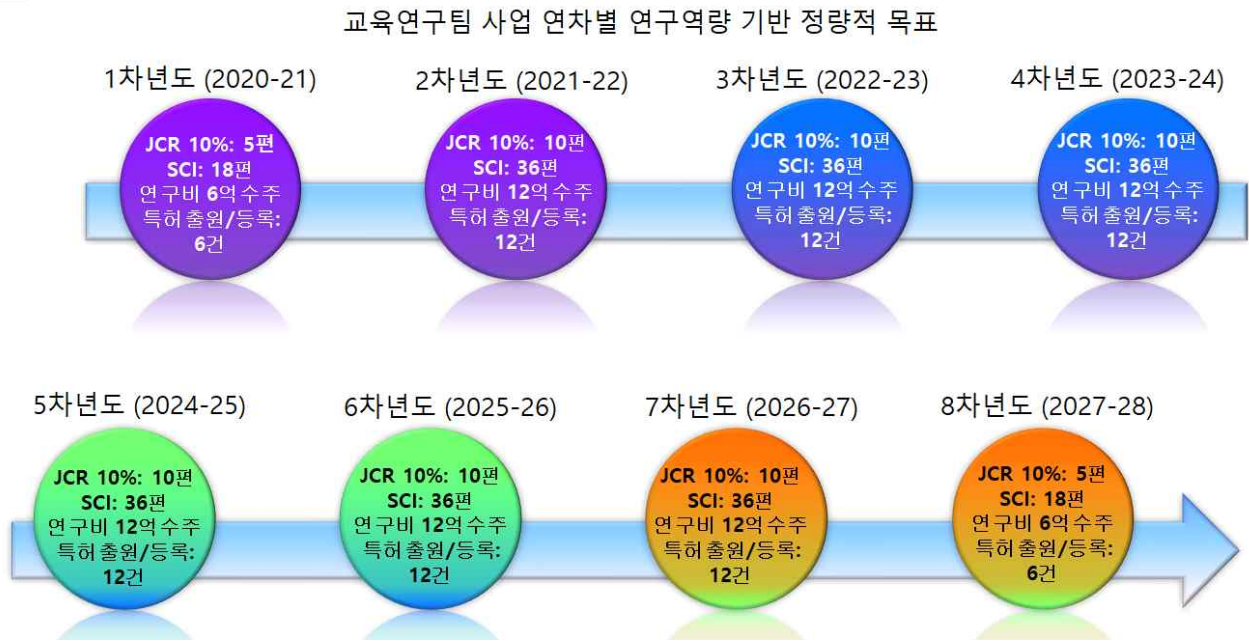 교육연구팀 사업 연차별 연구역량 기반 정량적 목표
1차년도 (2020-21)
JCR 10%: 5편
SCI: 18편
연구비 6억 수주
특허 출원/등록:
6건
2차년도 (2021-22)
JCR 10%: 10편
SCI: 36편
연구비 12억 수주
특허 출원/등록:
12건
3차년도 (2022-23)
JCR 10%: 10편
SCI: 36편
연구비 12억 수주
특허 출원/등록:
12건
4차년도 (2023-24)
JCR 10%: 10편
SCI: 36편
연구비 12억 수주
특허 출원/등록:
12건
5차년도 (2024-25)
JCR 10%: 10편
SCI: 36편
연구비 12억 수주
특허 출원/등록:
12건
6차년도 (2025-26)
JCR 10%: 10편
SCI: 36편
연구비 12억 수주
특허 출원/등록:
12건
7차년도 (2026-27)
JCR 10%: 10편
SCI: 36편
연구비 12억 수주
특허 출원/등록:
12건
8차년도 (2027-28)
JCR 10%: 5편
SCI: 18편
연구비 6억 수주
특허 출원/등록:
6건